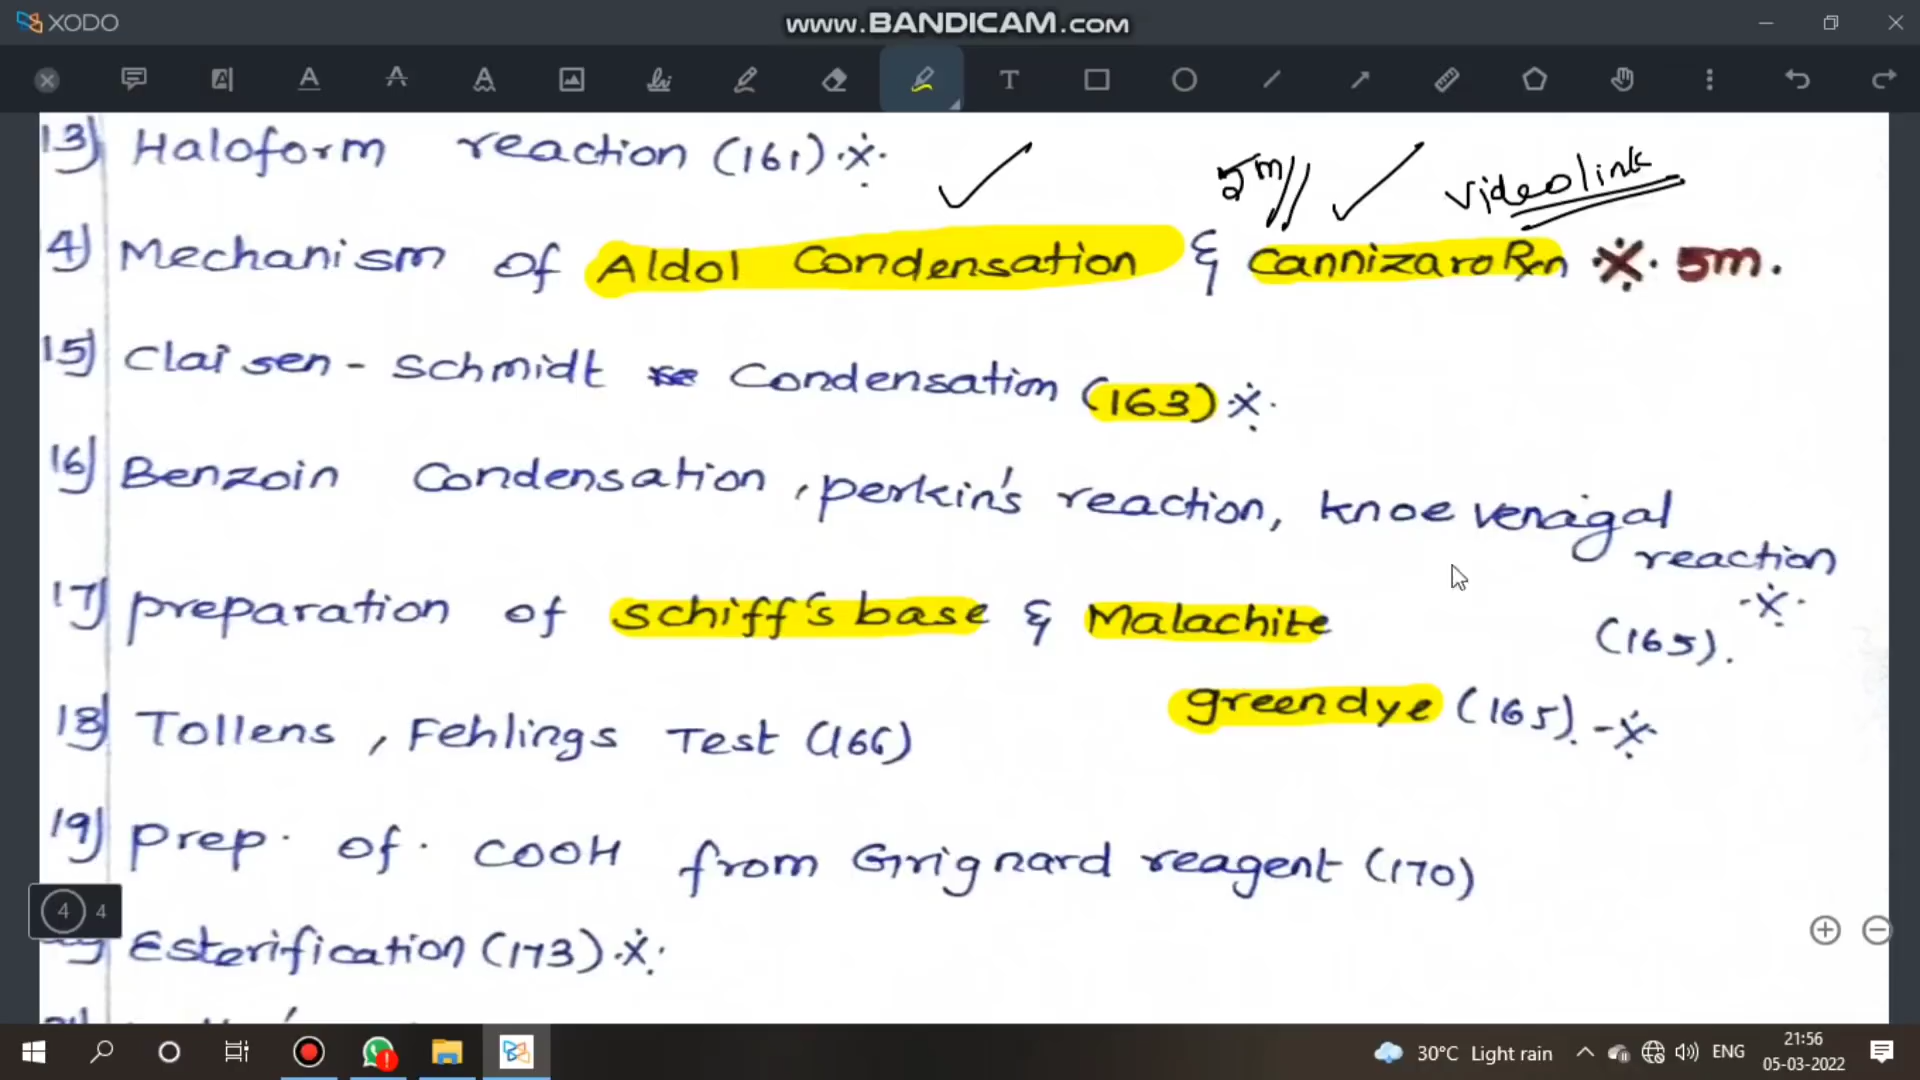 XODO
www.BANDICAM.com
13) Haloform reaction (161)
5m videolink
4) Mechanism of Aldol Condensation & Cannizaro Rxn 5m.
15) Claisen - Schmidt Condensation (163)
16) Benzoin Condensation, perkin's reaction, knoevenagal
reaction
(165).
17) preparation of schiff's base & Malachite
greendye (165).
18) Tollens, Fehlings Test (166)
19) prep. of. COOH from Grignard reagent (170)
4 4
Esterification (173)
30°C Light rain
ENG
21:56
05-03-2022